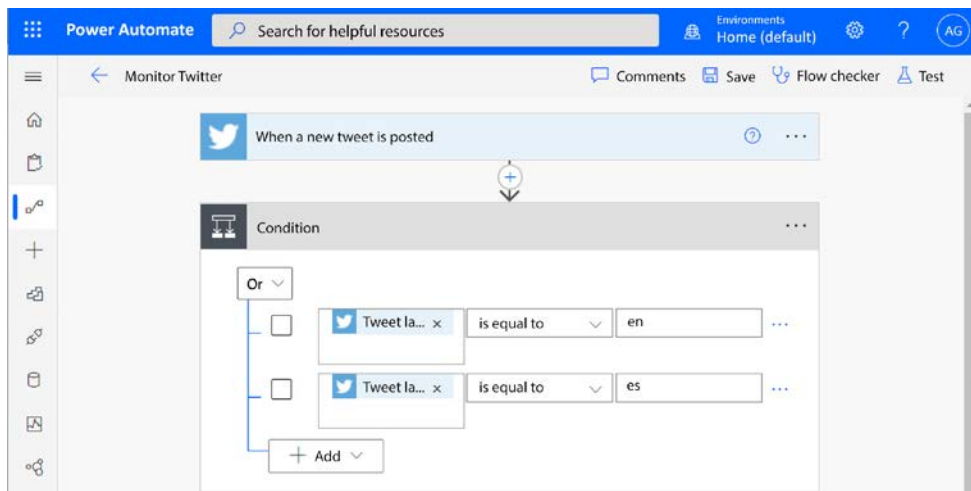 Power Automate
Search for helpful resources
Environments
Home (default)
?
AG
Monitor Twitter
Comments
Save
Flow checker
Test
When a new tweet is posted
?
...
+
Condition
...
Or
Tweet la... × is equal to en ...
Tweet la... × is equal to es ...
+ Add